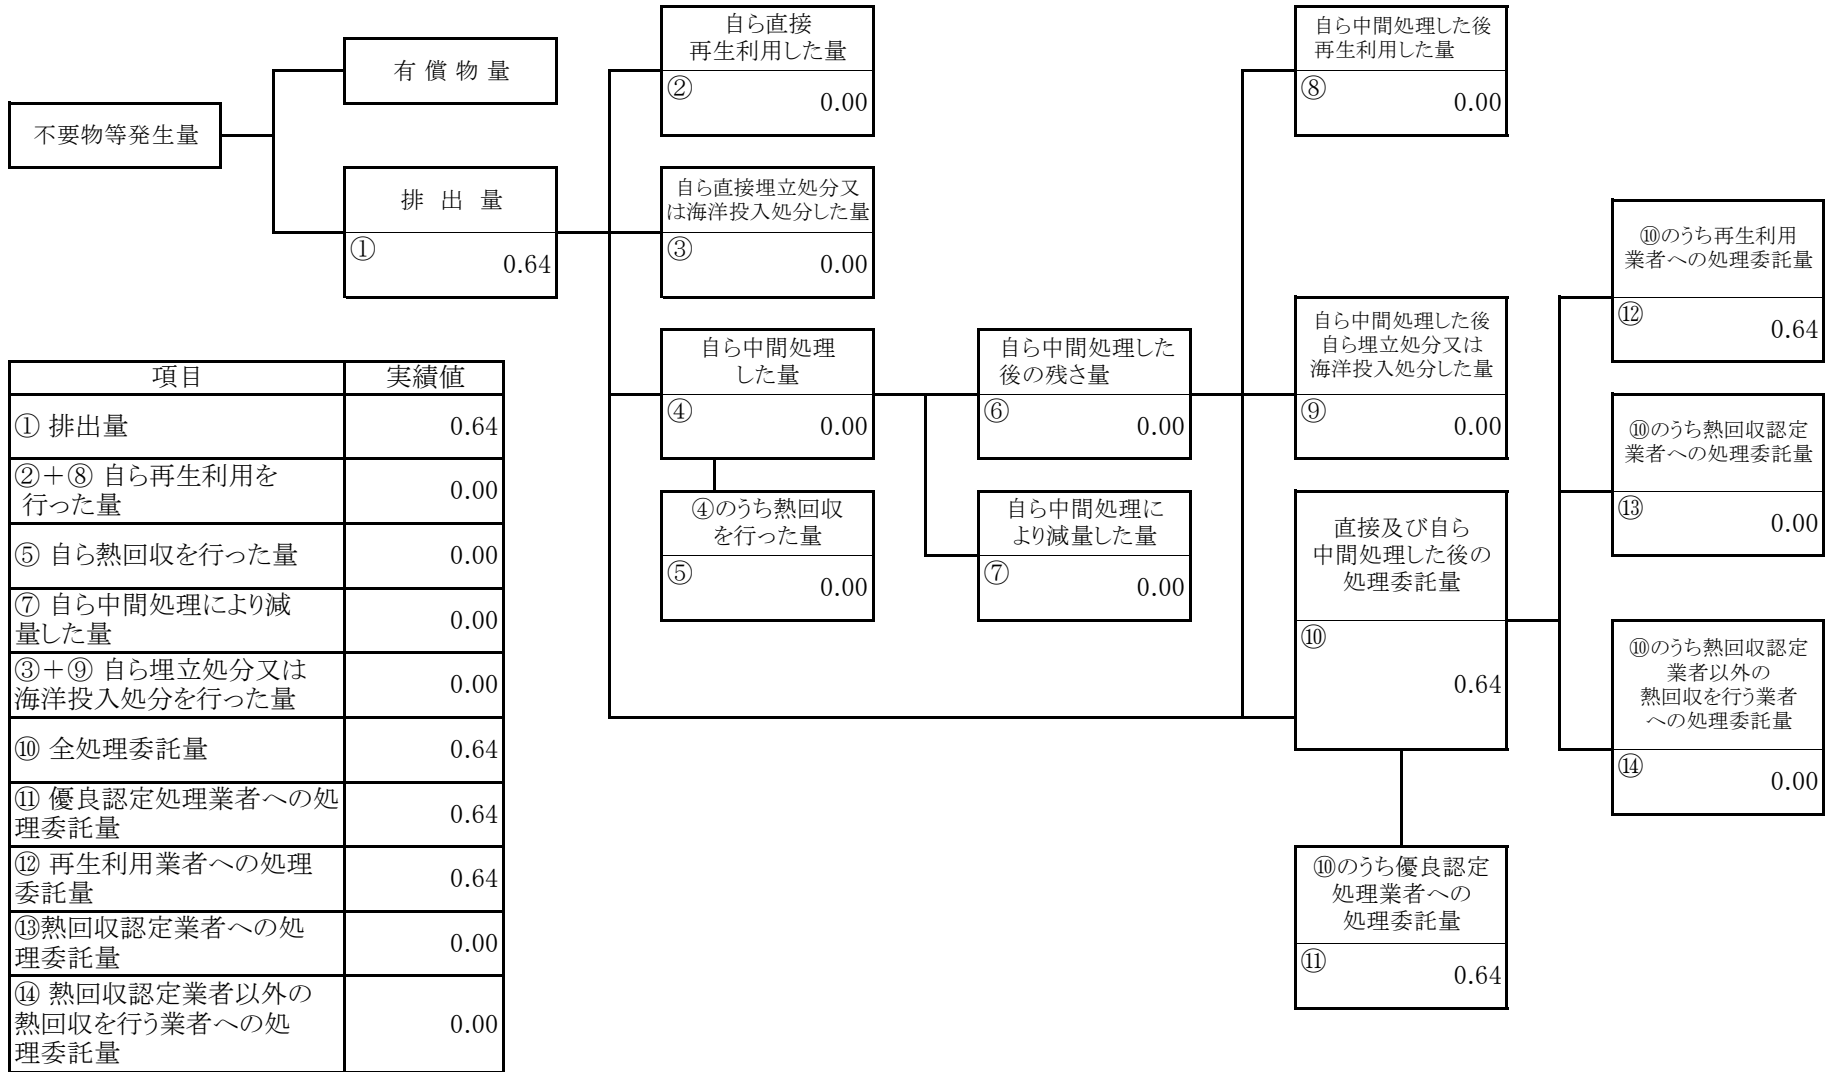 不要物等発生量
有 償 物 量
排 出 量
①
0.64
自ら直接
再生利用した量
②
0.00
自ら直接埋立処分又
は海洋投入処分した量
③
0.00
自ら中間処理
した量
④
0.00
④のうち熱回収
を行った量
⑤
0.00
自ら中間処理した
後の残さ量
⑥
0.00
自ら中間処理に
より減量した量
⑦
0.00
自ら中間処理した後
再生利用した量
⑧
0.00
自ら中間処理した後
自ら埋立処分又は
海洋投入処分した量
⑨
0.00
直接及び自ら
中間処理した後の
処理委託量
⑩
0.64
⑩のうち優良認定
処理業者への
処理委託量
⑪
0.64
⑩のうち再生利用
業者への処理委託量
⑫
0.64
⑩のうち熱回収認定
業者への処理委託量
⑬
0.00
⑩のうち熱回収認定
業者以外の
熱回収を行う業者
への処理委託量
⑭
0.00
項目 実績値
① 排出量 0.64
②＋⑧ 自ら再生利用を
行った量 0.00
⑤ 自ら熱回収を行った量 0.00
⑦ 自ら中間処理により減
量した量 0.00
③＋⑨ 自ら埋立処分又は
海洋投入処分を行った量 0.00
⑩ 全処理委託量 0.64
⑪ 優良認定処理業者への処
理委託量 0.64
⑫ 再生利用業者への処理
委託量 0.64
⑬熱回収認定業者への処
理委託量 0.00
⑭ 熱回収認定業者以外の
熱回収を行う業者への処
理委託量 0.00